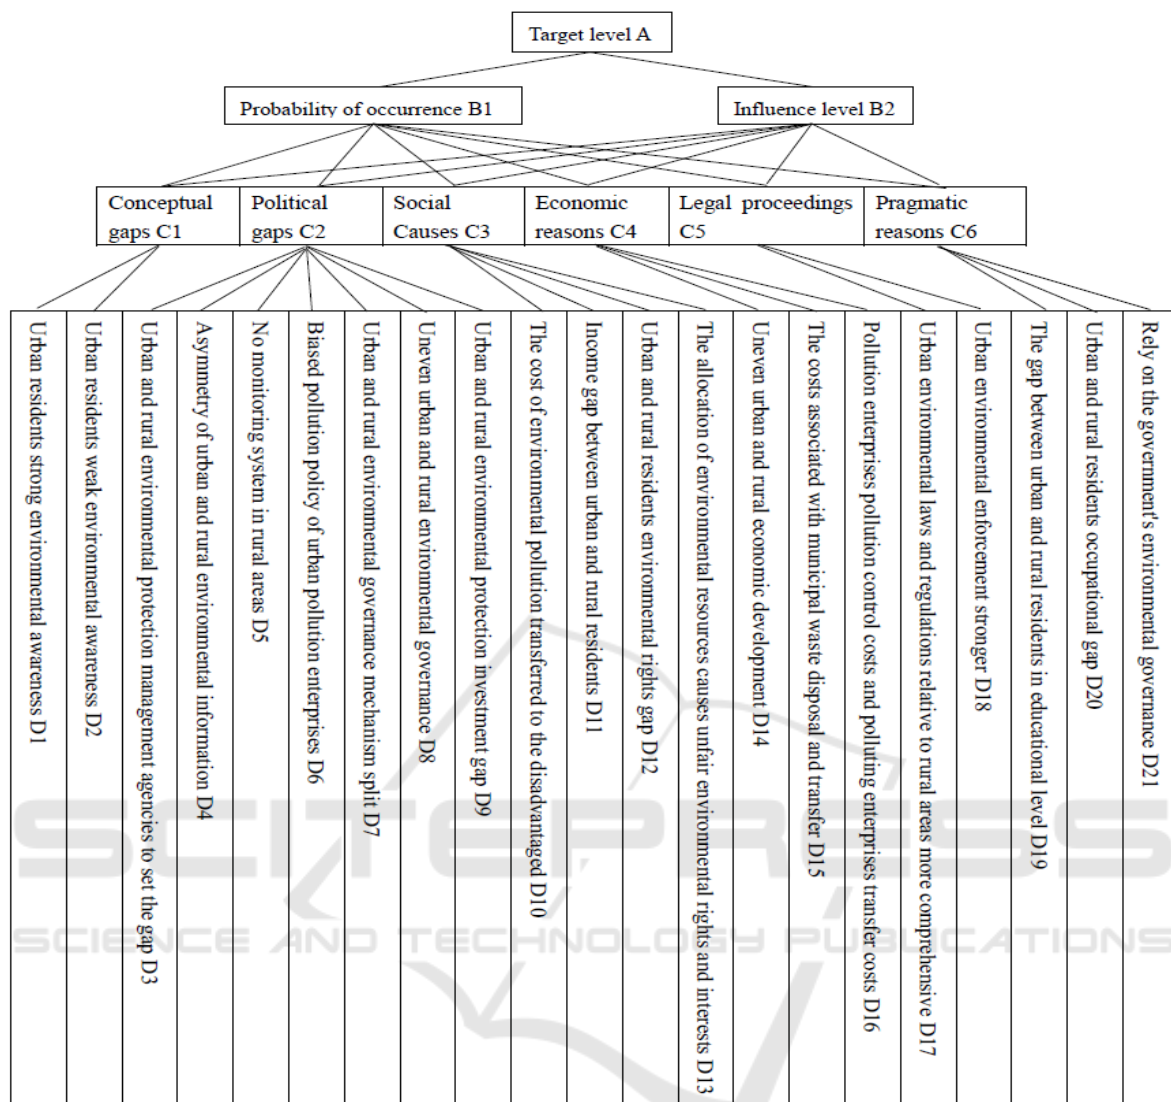 Target level A
Probability of occurrence B1
Influence level B2
Conceptual
gaps C1
Political
gaps C2
Social
Causes C3
Economic
reasons C4
Legal proceedings
C5
Pragmatic
reasons C6
Urban residents strong environmental awareness D1
Urban residents weak environmental awareness D2
Urban and rural environmental protection management agencies to set the gap D3
Asymmetry of urban and rural environmental information D4
No monitoring system in rural areas D5
Biased pollution policy of urban pollution enterprises D6
Urban and rural environmental governance mechanism split D7
Uneven urban and rural environmental governance D8
Urban and rural environmental protection investment gap D9
The cost of environmental pollution transferred to the disadvantaged D10
Income gap between urban and rural residents D11
Urban and rural residents environmental rights gap D12
The allocation of environmental resources causes unfair environmental rights and interests D13
Uneven urban and rural economic development D14
The costs associated with municipal waste disposal and transfer D15
Pollution enterprises pollution control costs and polluting enterprises transfer costs D16
Urban environmental laws and regulations relative to rural areas more comprehensive D17
Urban environmental enforcement stronger D18
The gap between urban and rural residents in educational level D19
Urban and rural residents occupational gap D20
Rely on the government's environmental governance D21
SCITEPRESS
SCIENCE AND TECHNOLOGY PUBLICATIONS